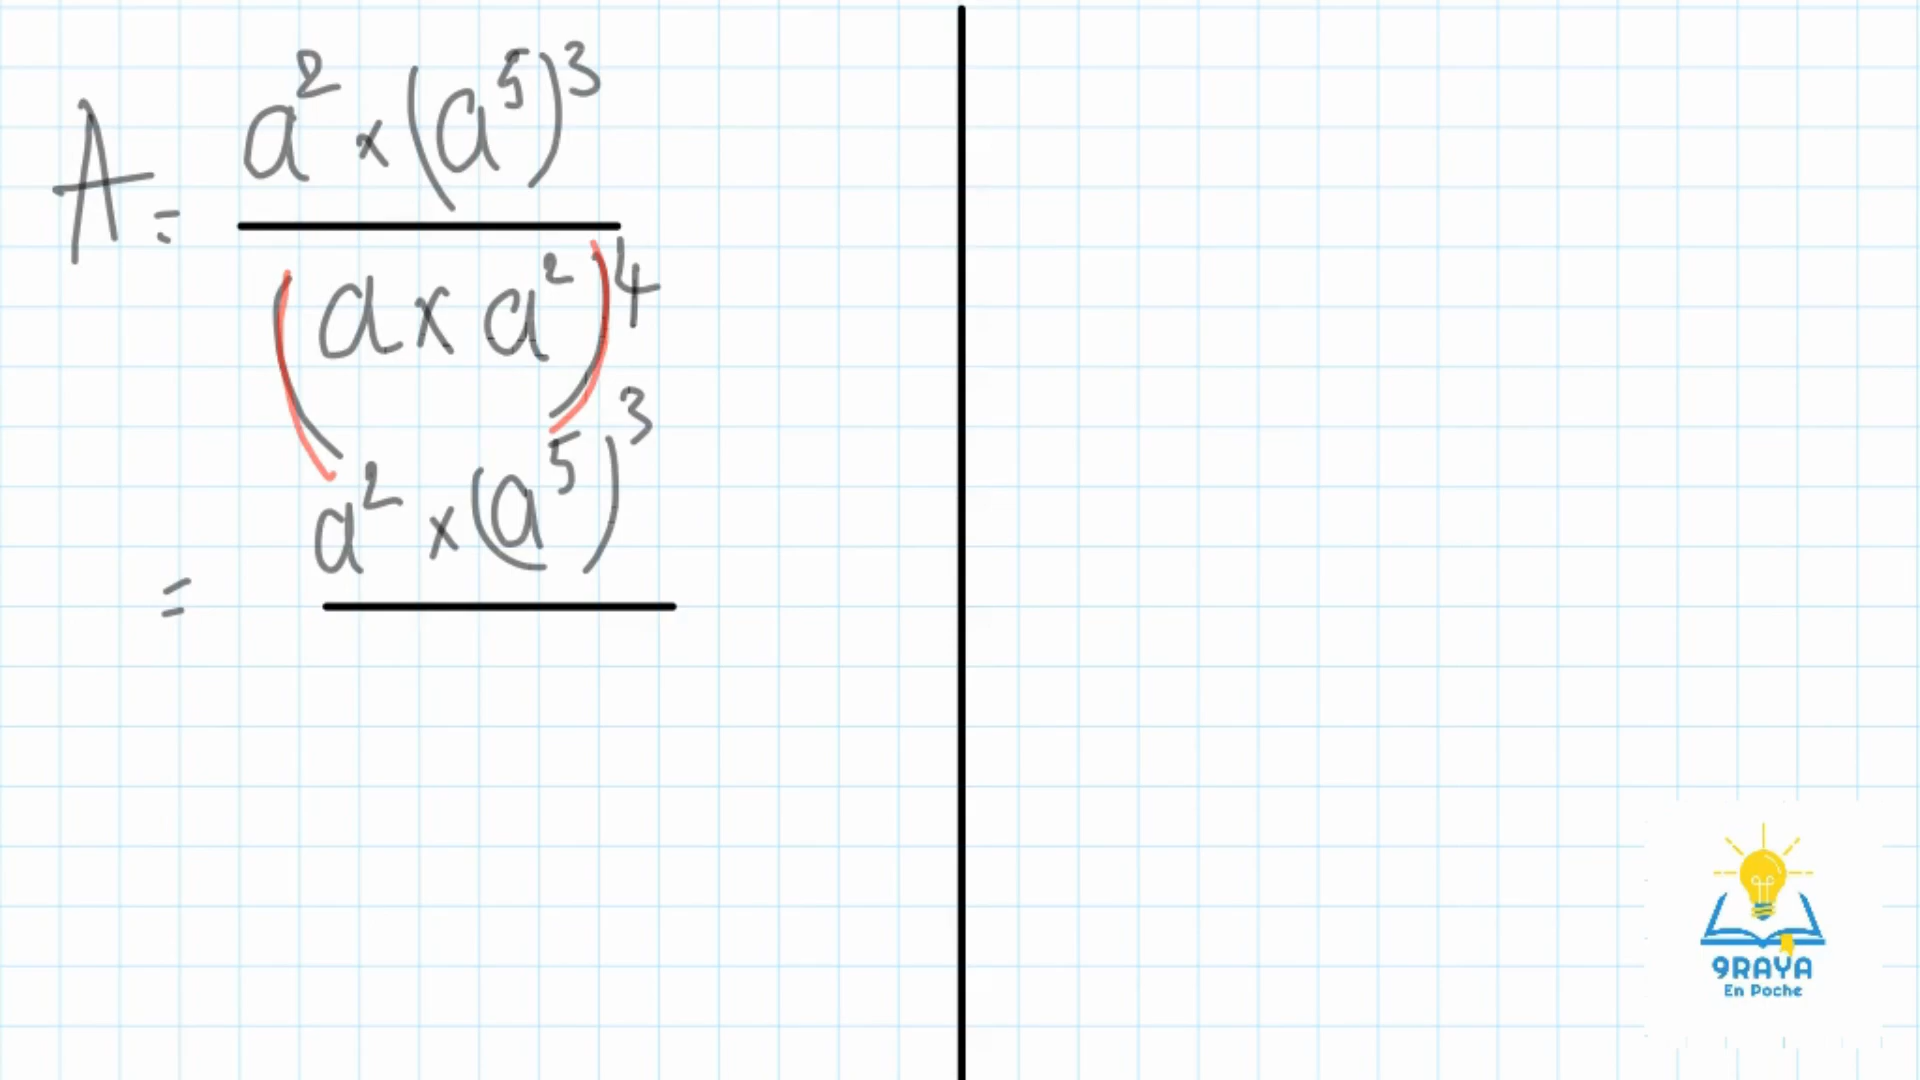 A = a² × (a⁵)³
(a × a²)⁴
= a² × (a⁵)³
9RAYA
En Poche